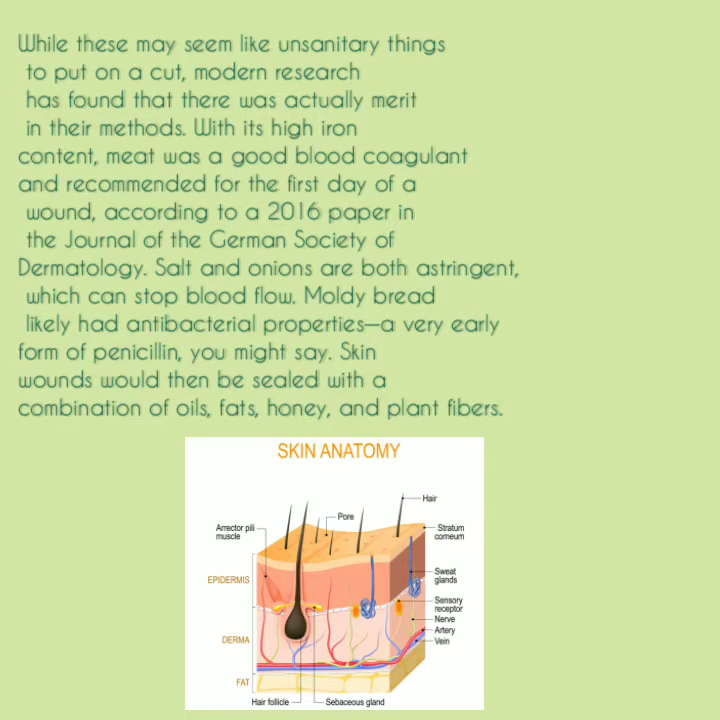 While these may seem like unsanitary things
to put on a cut, modern research
has found that there was actually merit
in their methods. With its high iron
content, meat was a good blood coagulant
and recommended for the first day of a
wound, according to a 2016 paper in
the Journal of the German Society of
Dermatology. Salt and onions are both astringent,
which can stop blood flow. Moldy bread
likely had antibacterial properties—a very early
form of penicillin, you might say. Skin
wounds would then be sealed with a
combination of oils, fats, honey, and plant fibers.
SKIN ANATOMY
Hair
Pore
Arrector pili
muscle
Stratum
corneum
EPIDERMIS
Sweat
glands
Sensory
receptor
Nerve
Artery
Vein
DERMA
FAT
Hair follicle
Sebaceous gland